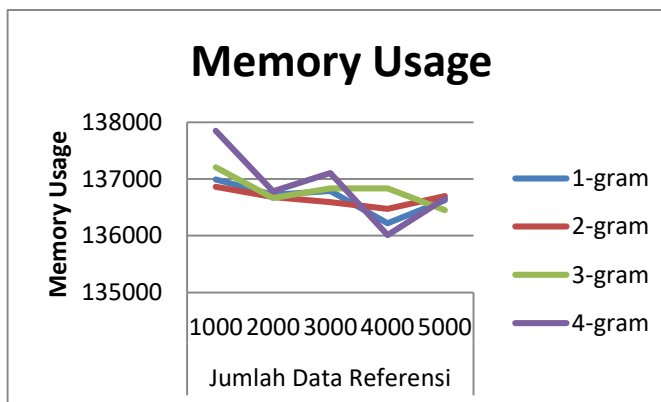 Memory Usage
Memory Usage
138000
137000
136000
135000
1000 2000 3000 4000 5000
Jumlah Data Referensi
1-gram
2-gram
3-gram
4-gram